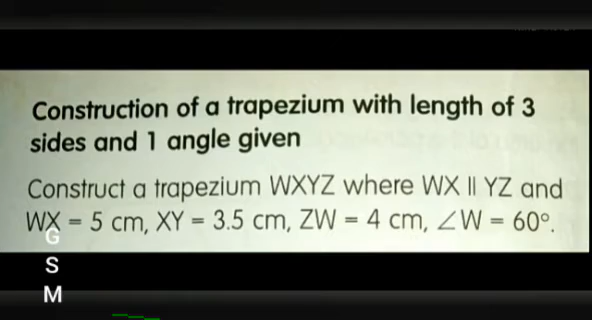 Construction of a trapezium with length of 3
sides and 1 angle given
Construct a trapezium WXYZ where WX || YZ and
WX = 5 cm, XY = 3.5 cm, ZW = 4 cm, ∠W = 60°.
G
S
M